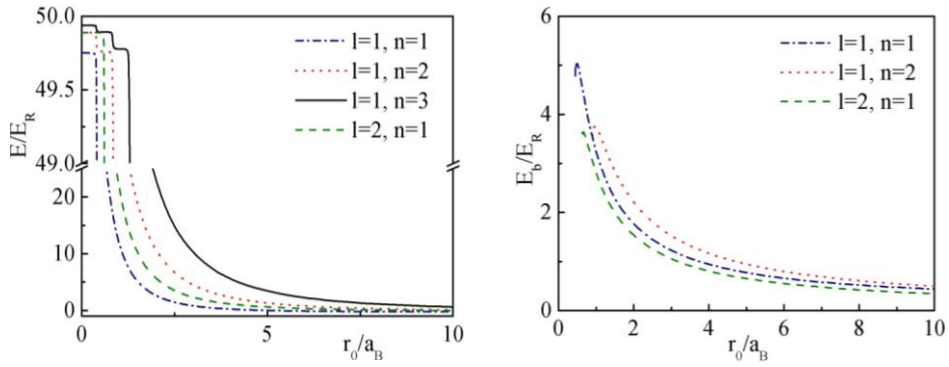 50.0
49.5
49.0
20
10
0
E/E_R
l=1, n=1
l=1, n=2
l=1, n=3
l=2, n=1
0
5
10
r_0/a_B
6
4
2
0
E_b/E_R
l=1, n=1
l=1, n=2
l=2, n=1
0
2
4
6
8
10
r_0/a_B